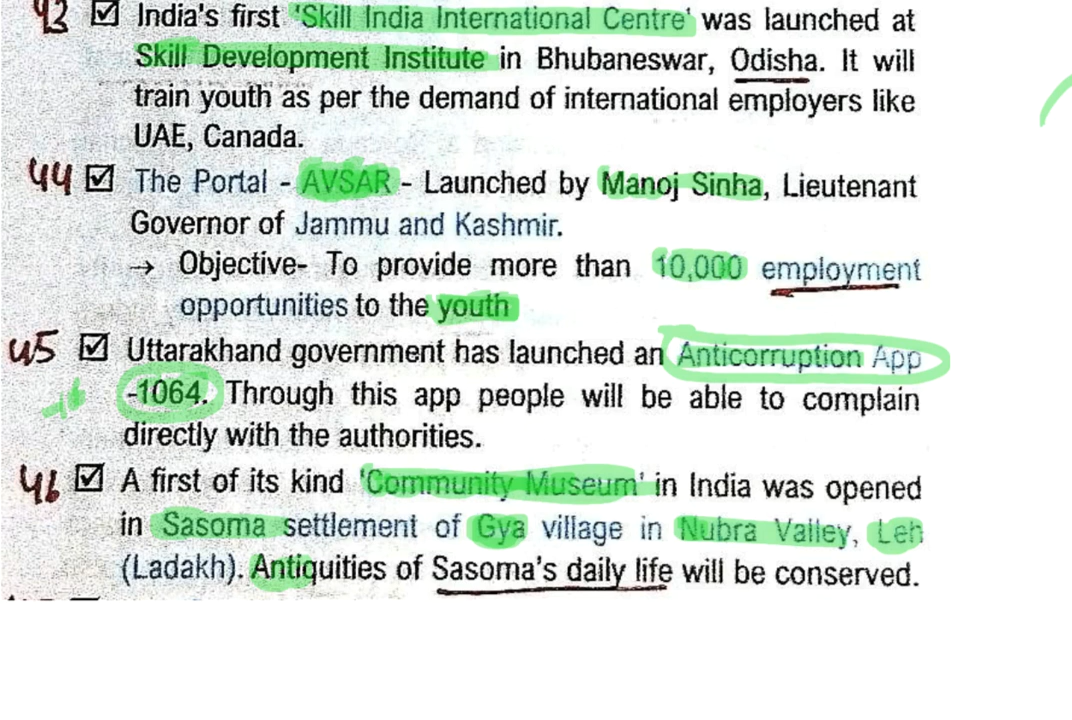 43 ☑ India's first 'Skill India International Centre' was launched at
Skill Development Institute in Bhubaneswar, Odisha. It will
train youth as per the demand of international employers like
UAE, Canada.
44 ☑ The Portal - AVSAR - Launched by Manoj Sinha, Lieutenant
Governor of Jammu and Kashmir.
→ Objective- To provide more than 10,000 employment
opportunities to the youth
45 ☑ Uttarakhand government has launched an Anticorruption App
-1064. Through this app people will be able to complain
directly with the authorities.
46 ☑ A first of its kind 'Community Museum' in India was opened
in Sasoma settlement of Gya village in Nubra Valley, Leh
(Ladakh). Antiquities of Sasoma's daily life will be conserved.